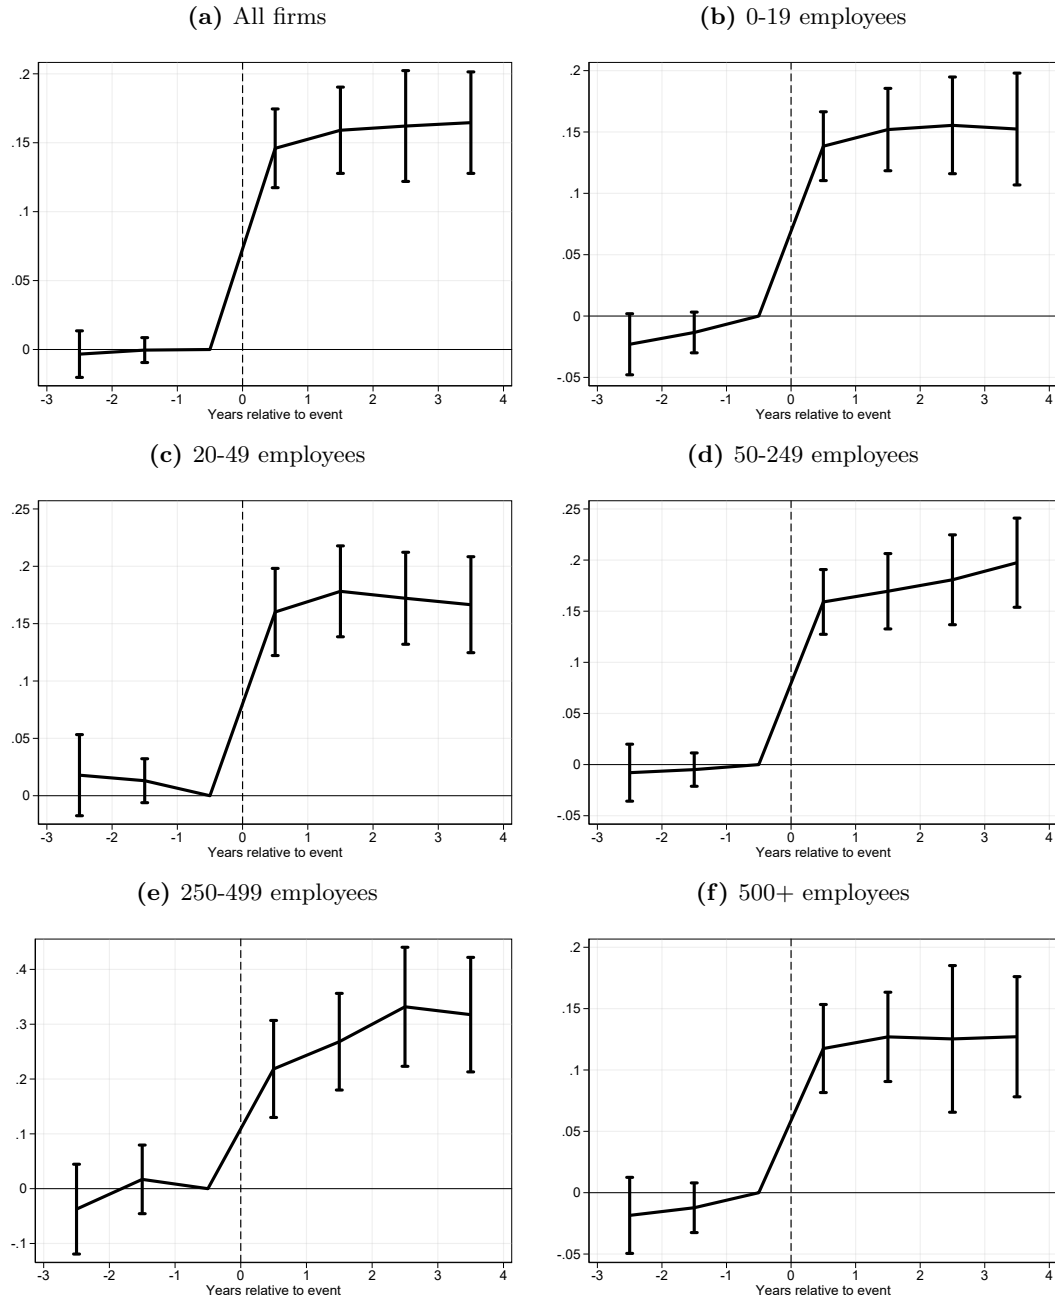 (a) All firms
.2
.15
.1
.05
0
-3 -2 -1 0 1 2 3 4
Years relative to event
(b) 0-19 employees
.2
.15
.1
.05
0
-.05
-3 -2 -1 0 1 2 3 4
Years relative to event
(c) 20-49 employees
.25
.2
.15
.1
.05
0
-3 -2 -1 0 1 2 3 4
Years relative to event
(d) 50-249 employees
.25
.2
.15
.1
.05
0
-.05
-3 -2 -1 0 1 2 3 4
Years relative to event
(e) 250-499 employees
.4
.3
.2
.1
0
-.1
-3 -2 -1 0 1 2 3 4
Years relative to event
(f) 500+ employees
.2
.15
.1
.05
0
-.05
-3 -2 -1 0 1 2 3 4
Years relative to event